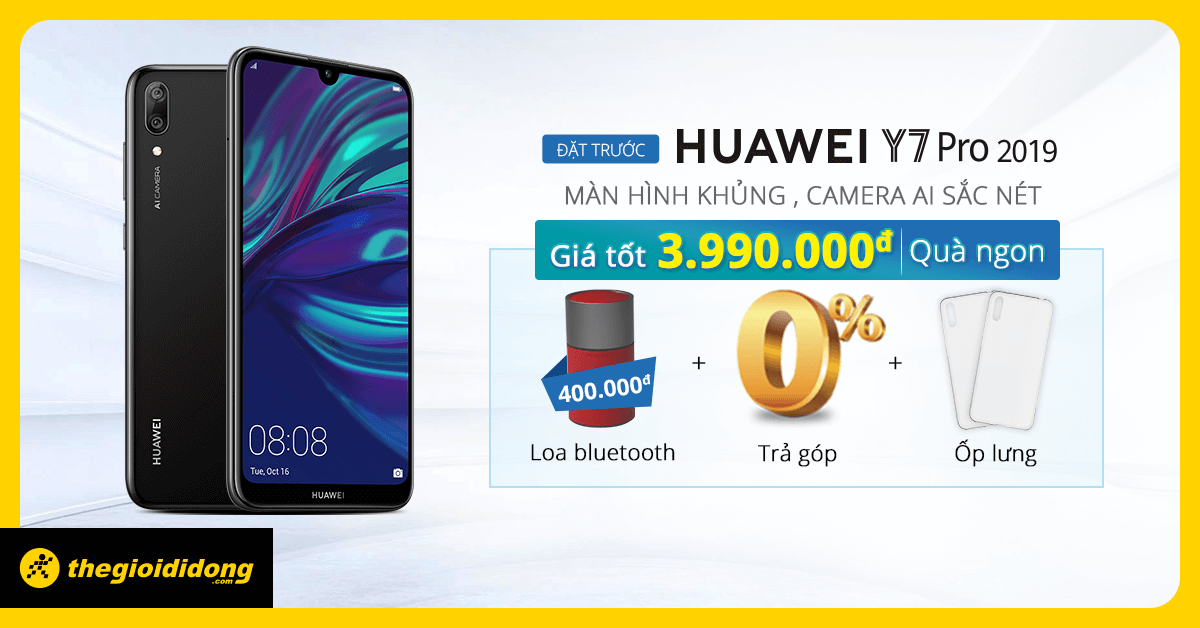 AI CAMERA
HUAWEI
08:08
Tue, Oct 16
HUAWEI
ĐẶT TRƯỚC HUAWEI Y7 Pro 2019
MÀN HÌNH KHỦNG , CAMERA AI SẮC NÉT
Giá tốt 3.990.000đ Quà ngon
400.000đ
+ 0% +
Loa bluetooth Trả góp Ốp lưng
thegioididong
.com